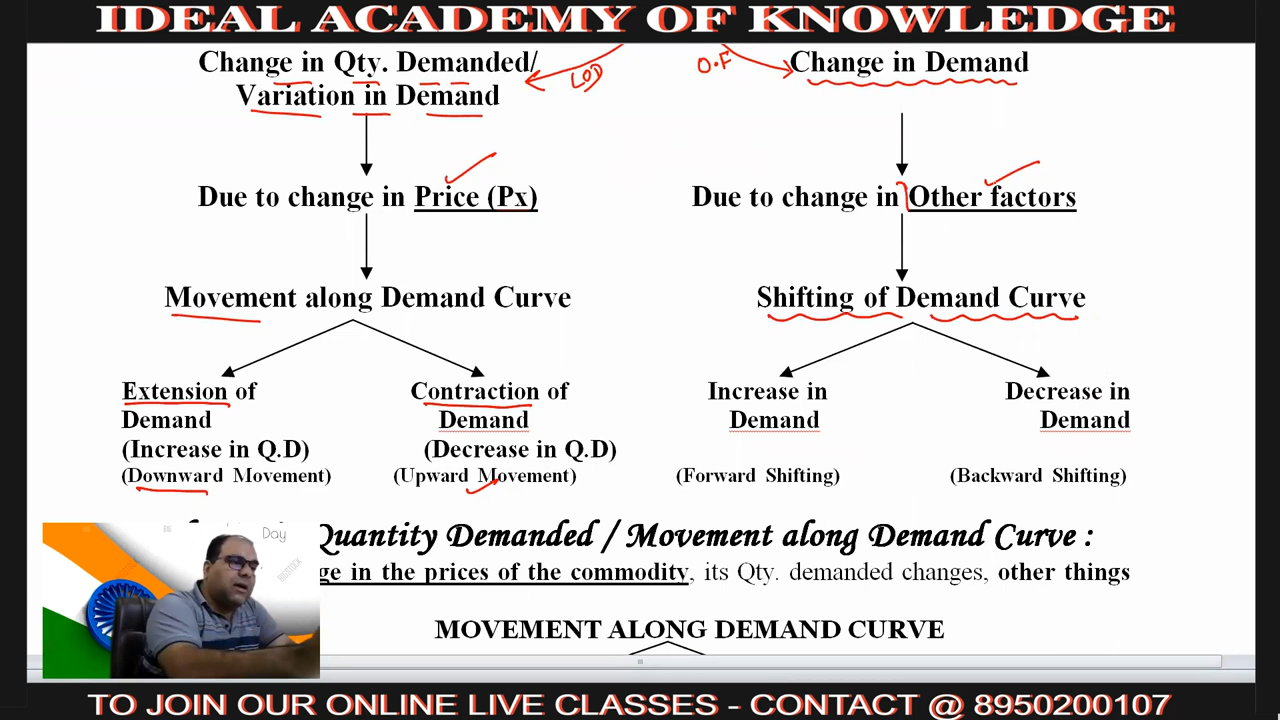 IDEAL ACADEMY OF KNOWLEDGE
Change in Qty. Demanded/
Variation in Demand
LOD
O.F
Change in Demand
Due to change in Price (Px)
Due to change in Other factors
Movement along Demand Curve
Shifting of Demand Curve
Extension of
Demand
(Increase in Q.D)
(Downward Movement)
Contraction of
Demand
(Decrease in Q.D)
(Upward Movement)
Increase in
Demand
(Forward Shifting)
Decrease in
Demand
(Backward Shifting)
Day
Quantity Demanded / Movement along Demand Curve :
in the prices of the commodity, its Qty. demanded changes, other things
MOVEMENT ALONG DEMAND CURVE
TO JOIN OUR ONLINE LIVE CLASSES - CONTACT @ 8950200107